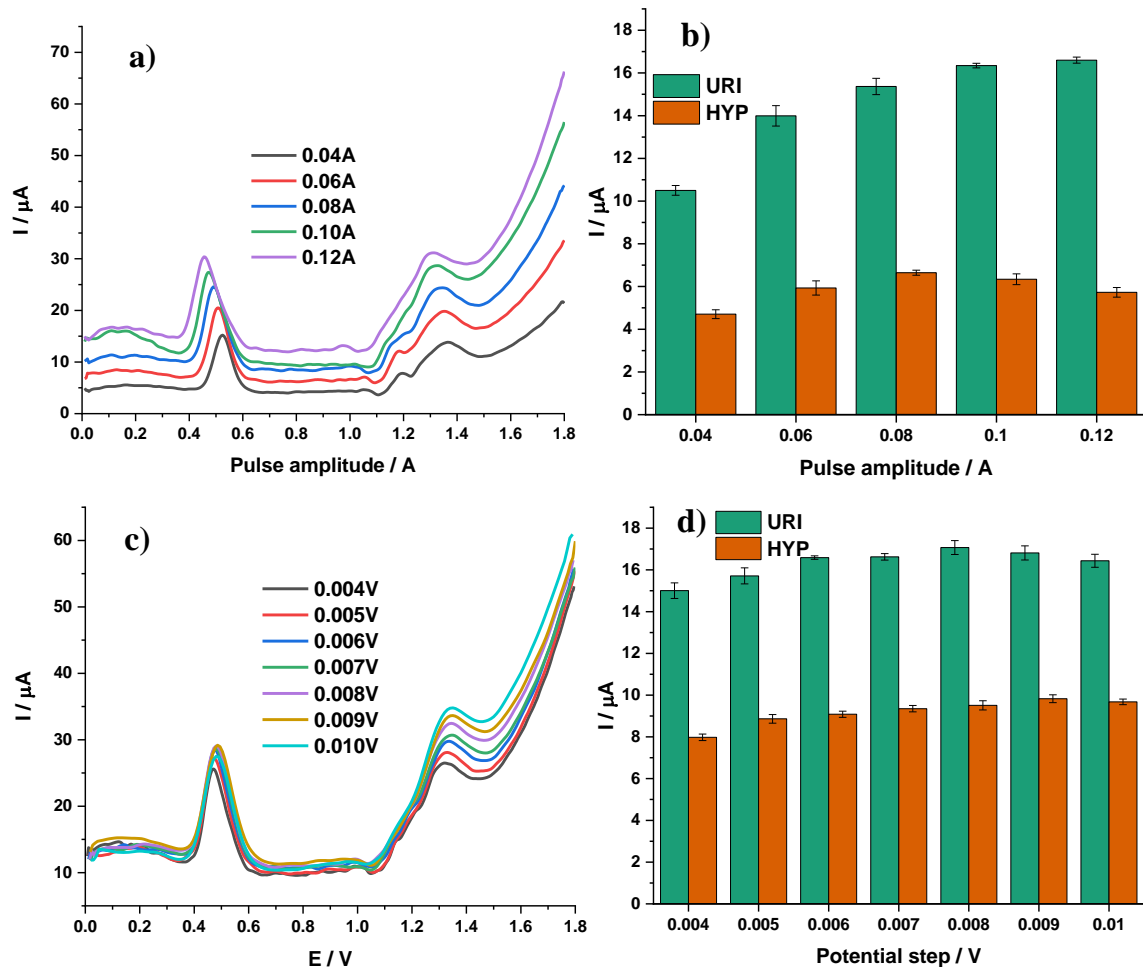 a)
I / µA
70
60
50
40
30
20
10
0
0.04A
0.06A
0.08A
0.10A
0.12A
0.0 0.2 0.4 0.6 0.8 1.0 1.2 1.4 1.6 1.8
Pulse amplitude / A
b)
I / µA
18
16
14
12
10
8
6
4
2
0
URI
HYP
0.04 0.06 0.08 0.1 0.12
Pulse amplitude / A
c)
I / µA
60
50
40
30
20
10
0.004V
0.005V
0.006V
0.007V
0.008V
0.009V
0.010V
0.0 0.2 0.4 0.6 0.8 1.0 1.2 1.4 1.6 1.8
E / V
d)
I / µA
18
16
14
12
10
8
6
4
2
0
URI
HYP
0.004 0.005 0.006 0.007 0.008 0.009 0.01
Potential step / V